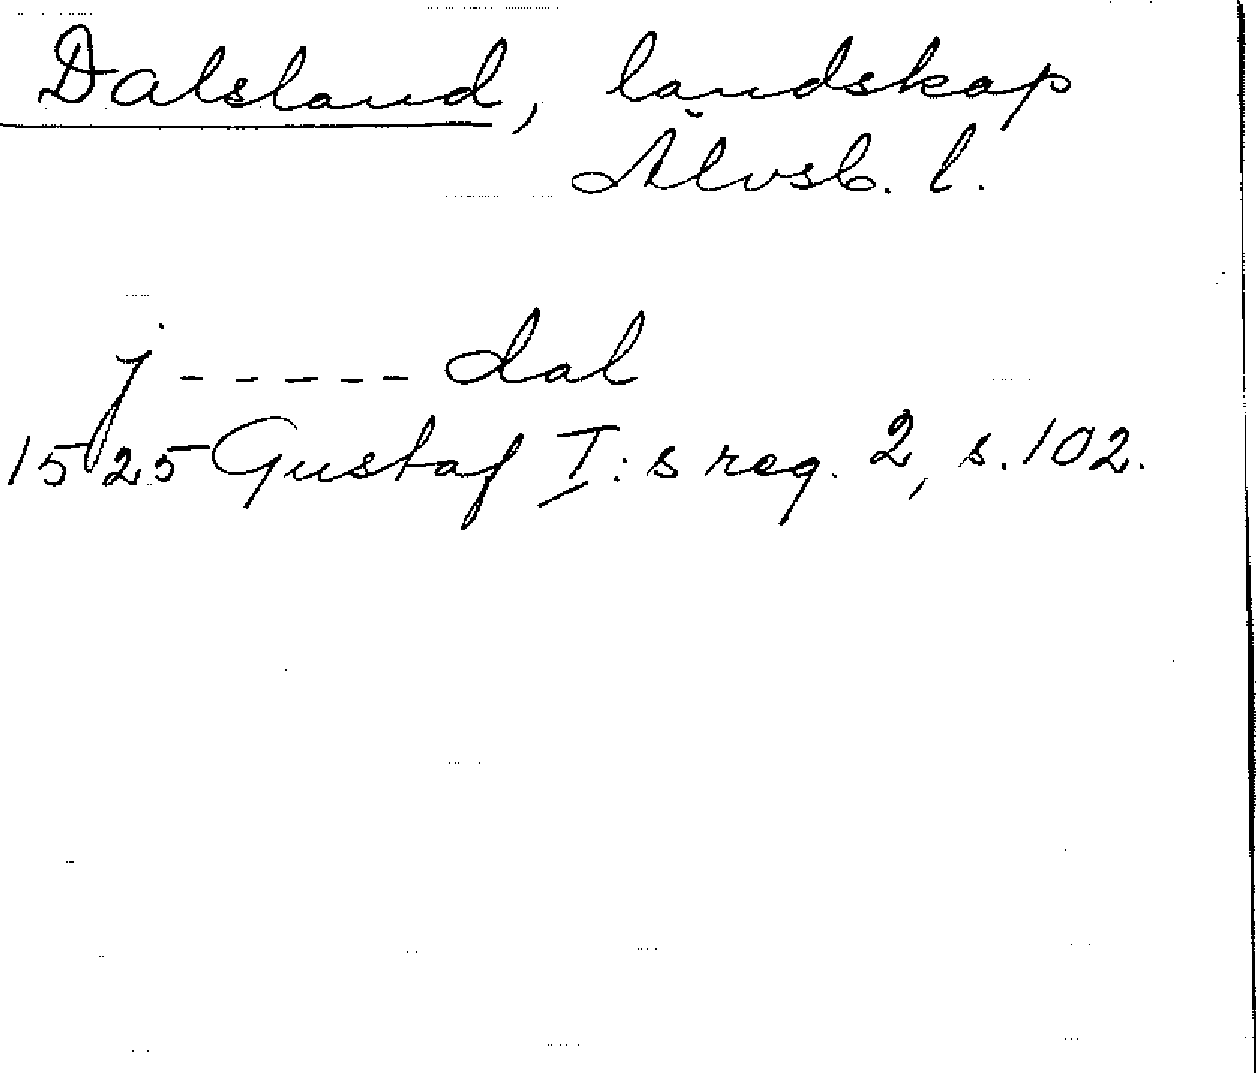 Dalsland, landskap
Älvsb. l.
j ----- dal
1525 Gustaf I:s reg. 2, s. 102.